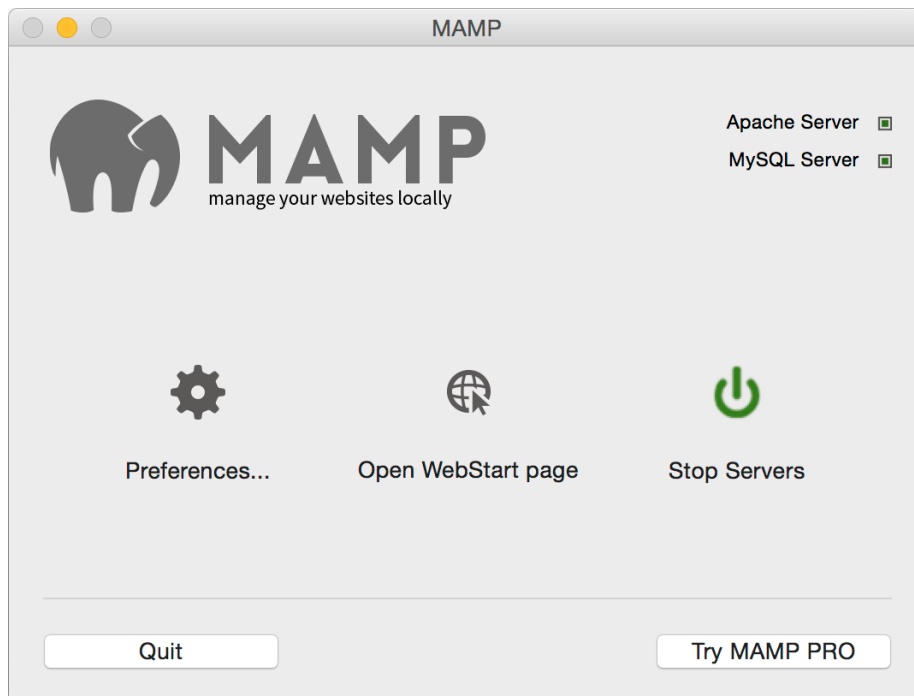 MAMP
MAMP
manage your websites locally
Apache Server
MySQL Server
Preferences...
Open WebStart page
Stop Servers
Quit
Try MAMP PRO